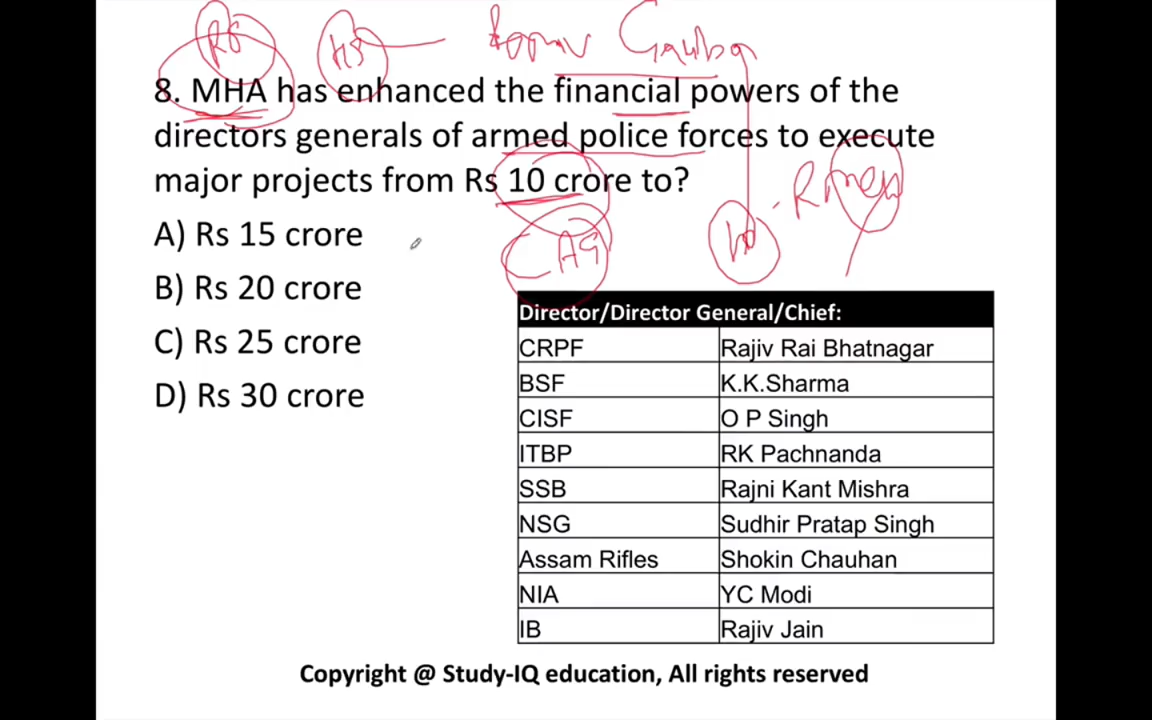 RS HS Gauba
8. MHA has enhanced the financial powers of the
directors generals of armed police forces to execute
major projects from Rs 10 crore to?
A) Rs 15 crore
B) Rs 20 crore
C) Rs 25 crore
D) Rs 30 crore
Director/Director General/Chief:
CRPF Rajiv Rai Bhatnagar
BSF K.K.Sharma
CISF O P Singh
ITBP RK Pachnanda
SSB Rajni Kant Mishra
NSG Sudhir Pratap Singh
Assam Rifles Shokin Chauhan
NIA YC Modi
IB Rajiv Jain
Copyright @ Study-IQ education, All rights reserved